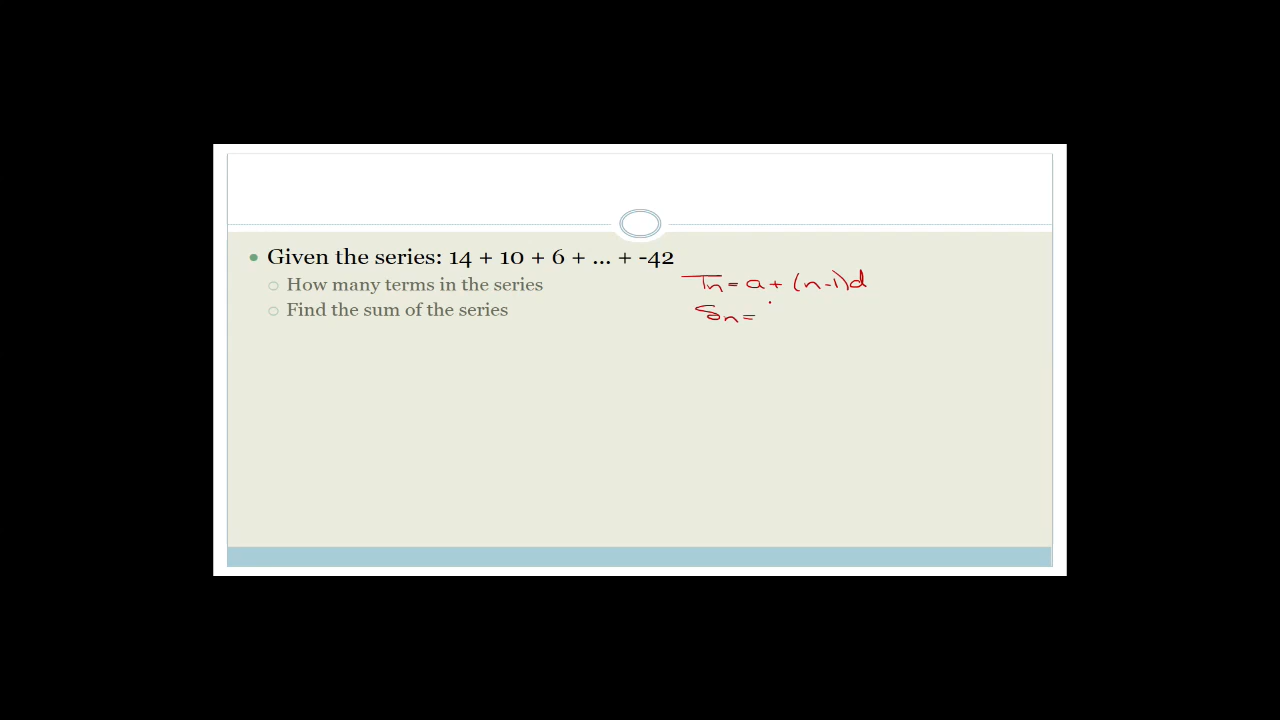 Given the series: 14 + 10 + 6 + ... + -42
How many terms in the series
Find the sum of the series
Tn = a + (n-1)d
Sn =